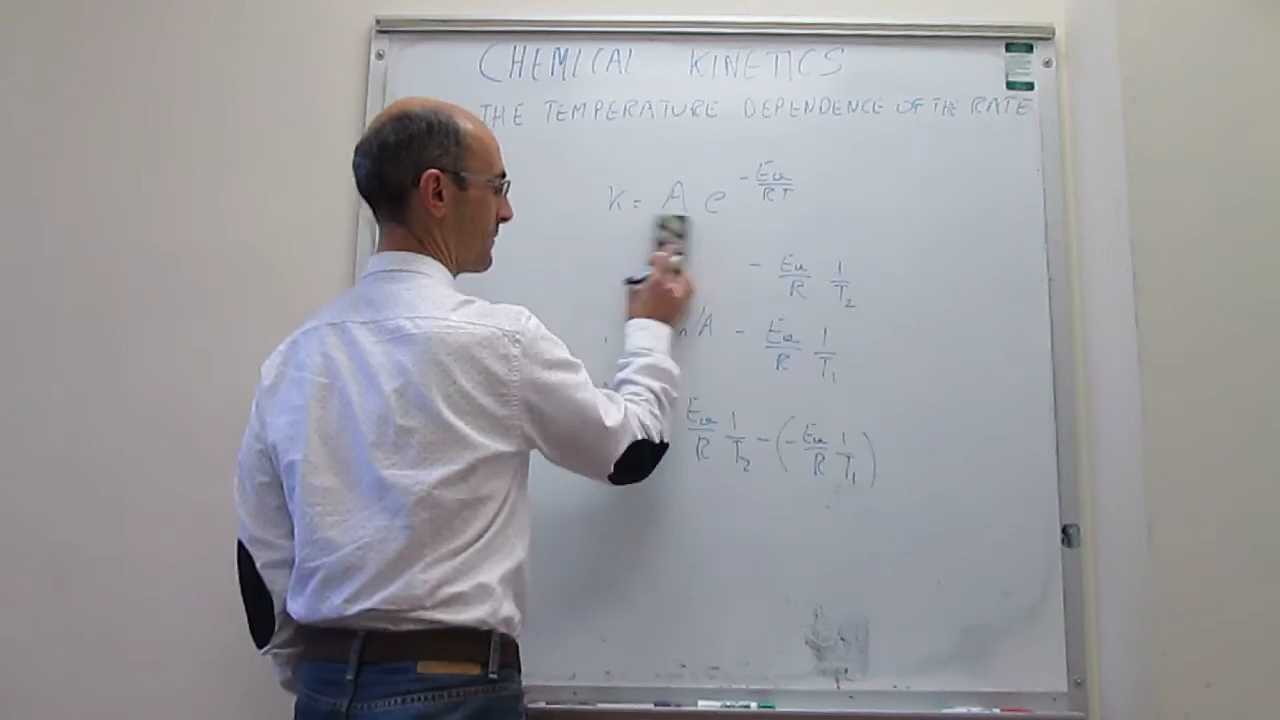 CHEMICAL KINETICS
THE TEMPERATURE DEPENDENCE OF THE RATE
k = A e^(-Ea/RT)
- Ea/R 1/T2
A - Ea/R 1/T1
Ea/R 1/T2 - (- Ea/R 1/T1)